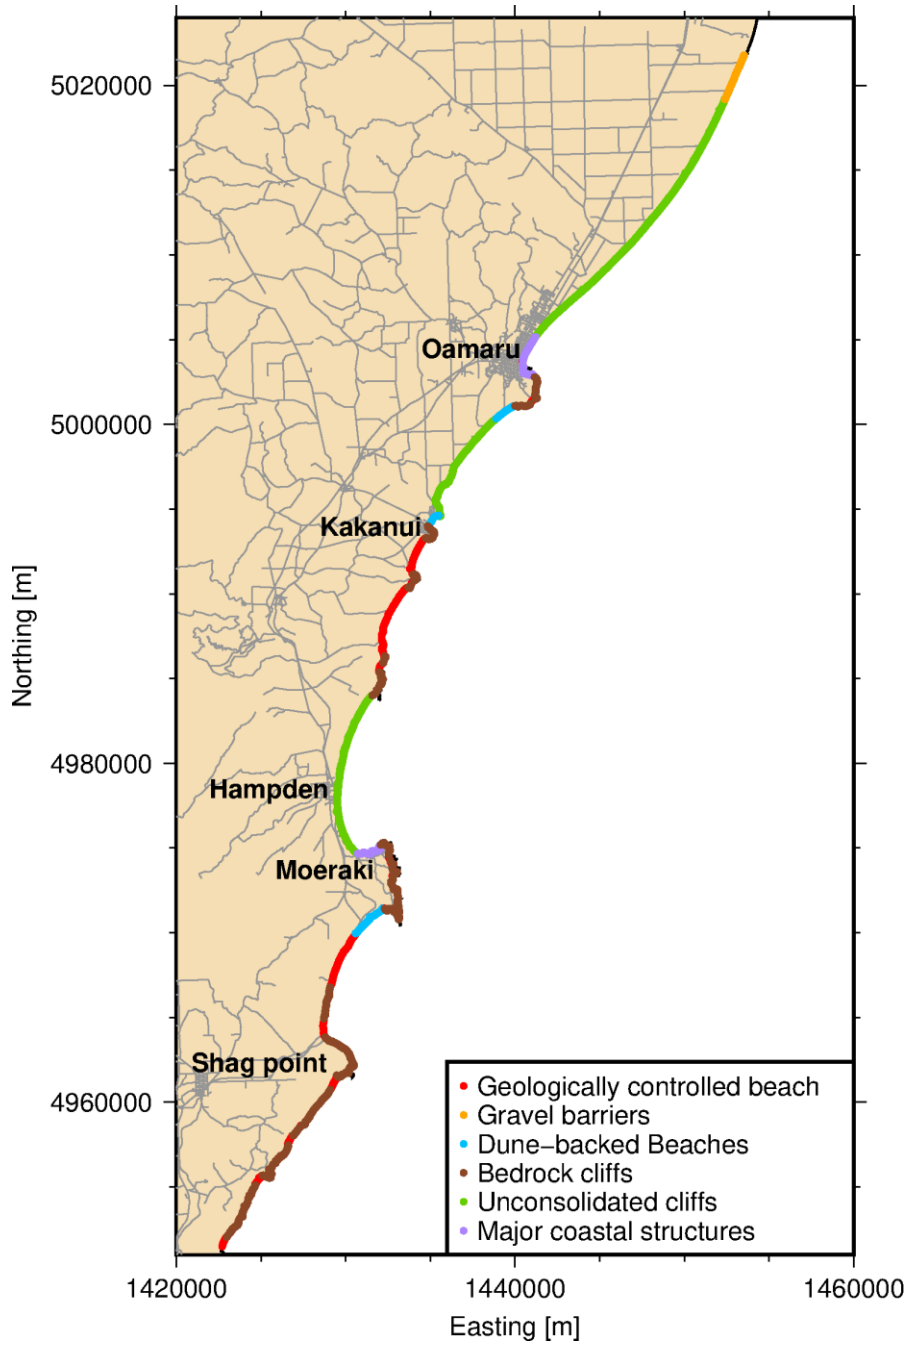 5020000
Oamaru
5000000
Kakanui
Northing [m]
4980000
Hampden
Moeraki
Shag point
4960000
Geologically controlled beach
Gravel barriers
Dune−backed Beaches
Bedrock cliffs
Unconsolidated cliffs
Major coastal structures
1420000 1440000 1460000
Easting [m]